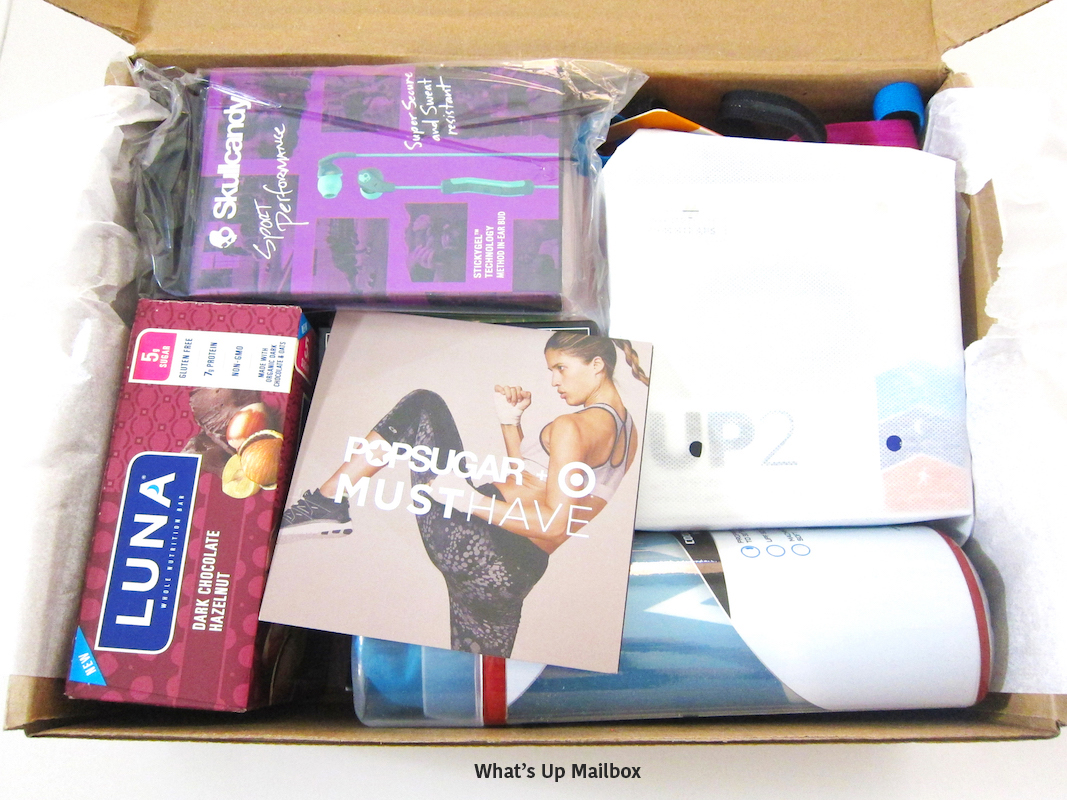 Skullcandy
SPORT
Performance
Super Secure
and Sweat
resistant
STICKYGEL™
TECHNOLOGY
METHOD IN-EAR BUD
5g
SUGAR
GLUTEN FREE
7g PROTEIN
NON-GMO
MADE WITH
ORGANIC DARK
CHOCOLATE & OATS
LUNA
WHOLE NUTRITION BAR
DARK CHOCOLATE
HAZELNUT
NEW
POPSUGAR +
MUSTHAVE
UP2
What's Up Mailbox